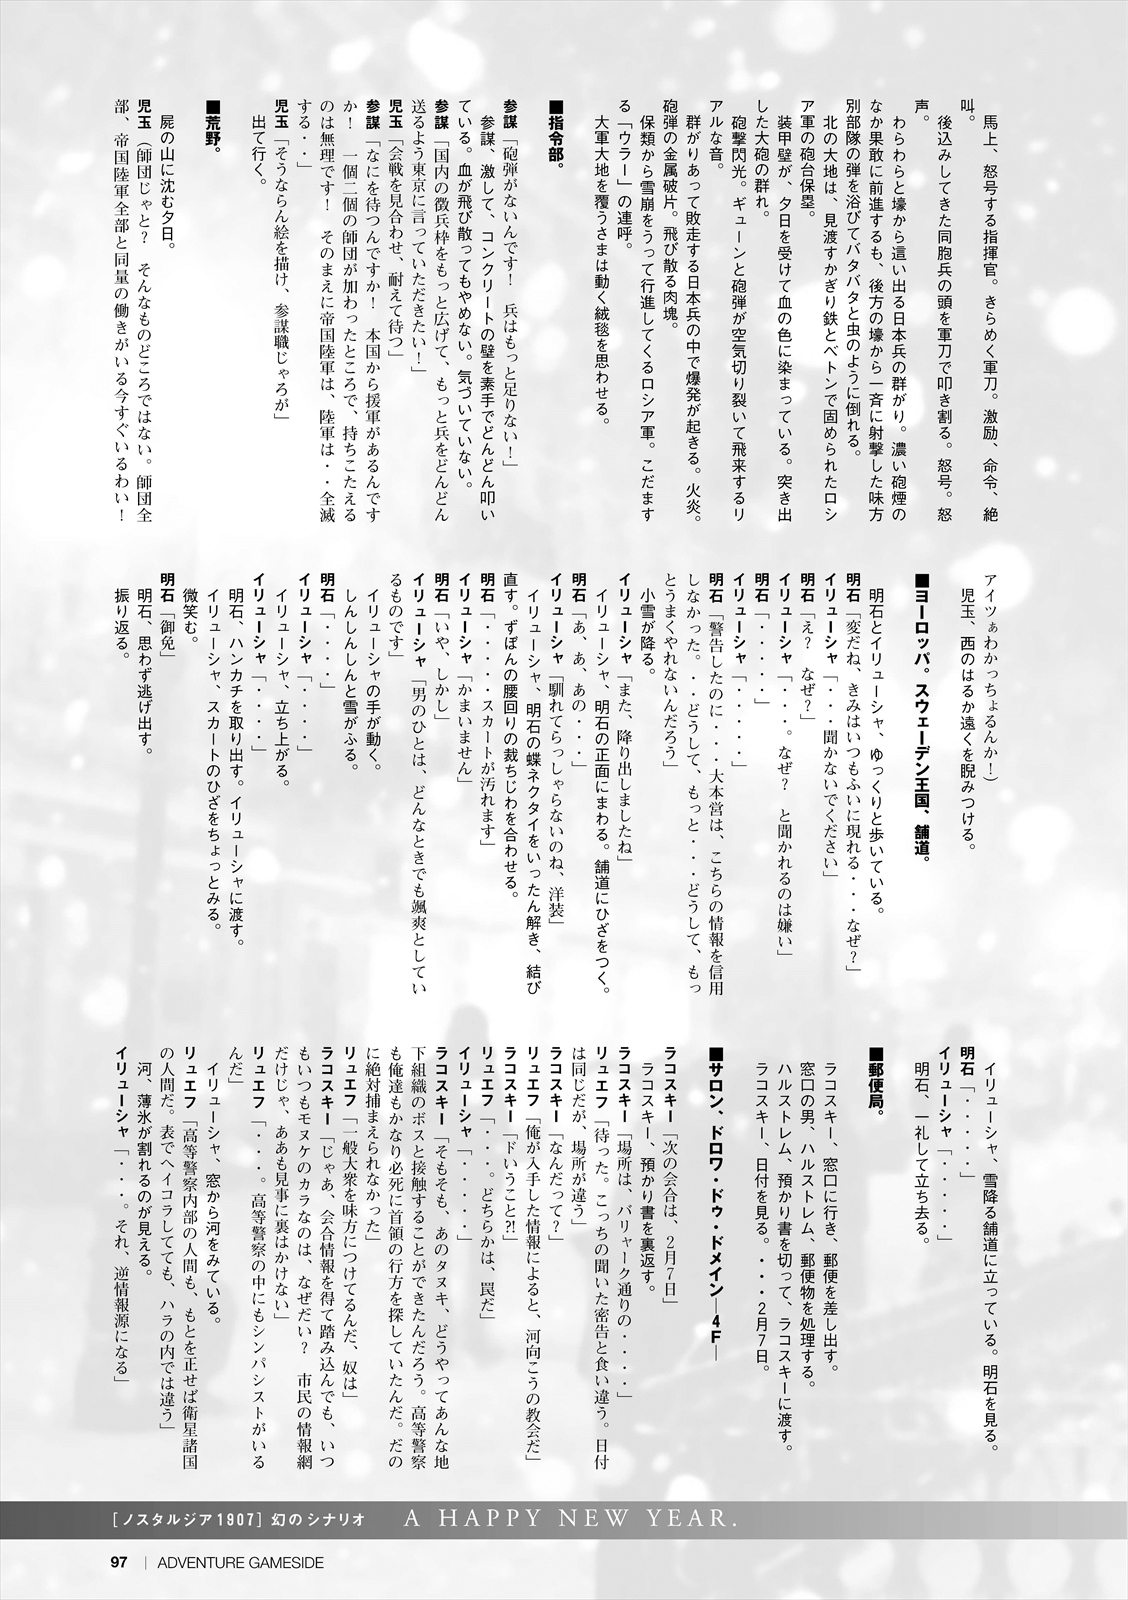 馬上、怒号する指揮官。きらめく軍刀。激励、命令、絶
叫。
後込みしてきた同胞兵の頭を軍刀で叩き割る。怒号。怒
声。
わらわらと壕から這い出る日本兵の群がり。濃い砲煙の
なか果敢に前進するも、後方の壕から一斉に射撃した味方
別部隊の弾を浴びてバタバタと虫のように倒れる。
北の大地は、見渡すかぎり鉄とベトンで固められたロシ
ア軍の砲台保塁。
装甲壁が、夕日を受けて血の色に染まっている。突き出
した大砲の群れ。
砲撃閃光。ギューンと砲弾が空気切り裂いて飛来するリ
アルな音。
群がりあって敗走する日本兵の中で爆発が起きる。火炎。
砲弾の金属破片。飛び散る肉塊。
保類から雪崩をうって行進してくるロシア軍。こだます
る「ウラー」の連呼。
大軍大地を覆うさまは動く絨毯を思わせる。
■指令部。
参謀「砲弾がないんです！　兵はもっと足りない！」
参謀、激して、コンクリートの壁を素手でどんどん叩い
ている。血が飛び散ってもやめない。気づいていない。
参謀「国内の徴兵枠をもっと広げて、もっと兵をどんどん
送るよう東京に言っていただきたい！」
児玉「会戦を見合わせ、耐えて待つ」
参謀「なにを待つんですか！　本国から援軍があるんです
か！　一個二個の師団が加わったところで、持ちこたえる
のは無理です！　そのまえに帝国陸軍は、陸軍は・・全滅
する・・」
児玉「そうならん絵を描け、参謀職じゃろが」
出て行く。
■荒野。
屍の山に沈む夕日。
児玉（師団じゃと？　そんなものどころではない。師団全
部、帝国陸軍全部と同量の働きがいる今すぐいるわい！
アイツぁわかっちょるんか！）
児玉、西のはるか遠くを睨みつける。
■ヨーロッパ。スウェーデン王国、舗道。
明石とイリューシャ、ゆっくりと歩いている。
明石「変だね、きみはいつもふいに現れる・・・なぜ？」
イリューシャ「・・・聞かないでください」
明石「え？　なぜ？」
イリューシャ「・・・・。なぜ？　と聞かれるのは嫌い」
明石「・・・・・」
イリューシャ「・・・・・」
明石「警告したのに・・・大本営は、こちらの情報を信用
しなかった。・・・どうして、もっと・・・どうして、もっ
とうまくやれないんだろう」
小雪が降る。
イリューシャ「また、降り出しましたね」
イリューシャ、明石の正面にまわる。舗道にひざをつく。
明石「あ、あ、あの・・・」
イリューシャ「馴れてらっしゃらないのね、洋装」
イリューシャ、明石の蝶ネクタイをいったん解き、結び
直す。ずぼんの腰回りの裁ちじわを合わせる。
明石「・・・・・スカートが汚れます」
イリューシャ「かまいません」
明石「いや、しかし」
イリューシャ「男のひとは、どんなときでも颯爽としてい
るものです」
イリューシャの手が動く。
しんしんしんと雪がふる。
明石「・・・・」
イリューシャ「・・・・」
イリューシャ、立ち上がる。
イリューシャ「・・・・」
明石、ハンカチを取り出す。イリューシャに渡す。
イリューシャ、スカートのひざをちょっとみる。
微笑む。
明石「御免」
明石、思わず逃げ出す。
振り返る。
イリューシャ、雪降る舗道に立っている。明石を見る。
明石「・・・・・」
イリューシャ「・・・・」
明石、一礼して立ち去る。
■郵便局。
ラコスキー、窓口に行き、郵便を差し出す。
窓口の男、ハルストレム、郵便物を処理する。
ハルストレム、預かり書を切って、ラコスキーに渡す。
ラコスキー、日付を見る。・・・２月７日。
■サロン、ドロワ・ドゥ・ドメイン―４Ｆ―
ラコスキー「次の会合は、２月７日」
ラコスキー、預かり書を裏返す。
ラコスキー「場所は、バリャーク通りの・・・・」
リュエフ「待った。こっちの聞いた密告と食い違う。日付
は同じだが、場所が違う」
ラコスキー「なんだって？」
リュエフ「俺が入手した情報によると、河向こうの教会だ」
ラコスキー「ドいうこと?!」
リュエフ「・・・・。どちらかは、罠だ」
イリューシャ「・・・・・」
ラコスキー「そもそも、あのタヌキ、どうやってあんな地
下組織のボスと接触することができたんだろう。高等警察
も俺達もかなり必死に首領の行方を探していたんだ。だの
に絶対捕まえられなかった」
リュエフ「一般大衆を味方につけてるんだ、奴は」
ラコスキー「じゃあ、会合情報を得て踏み込んでも、いつ
もいつもモヌケのカラなのは、なぜだい？　市民の情報網
だけじゃ、ああも見事に裏はかけない」
リュエフ「・・・・。高等警察の中にもシンパシストがいる
んだ」
イリューシャ、窓から河をみている。
リュエフ「高等警察内部の人間も、もとを正せば衛星諸国
の人間だ。表でヘイコラしてても、ハラの内では違う」
河、薄氷が割れるのが見える。
イリューシャ「・・・・。それ、逆情報源になる」
［ノスタルジア1907］幻のシナリオ　A HAPPY NEW YEAR.
97 | ADVENTURE GAMESIDE